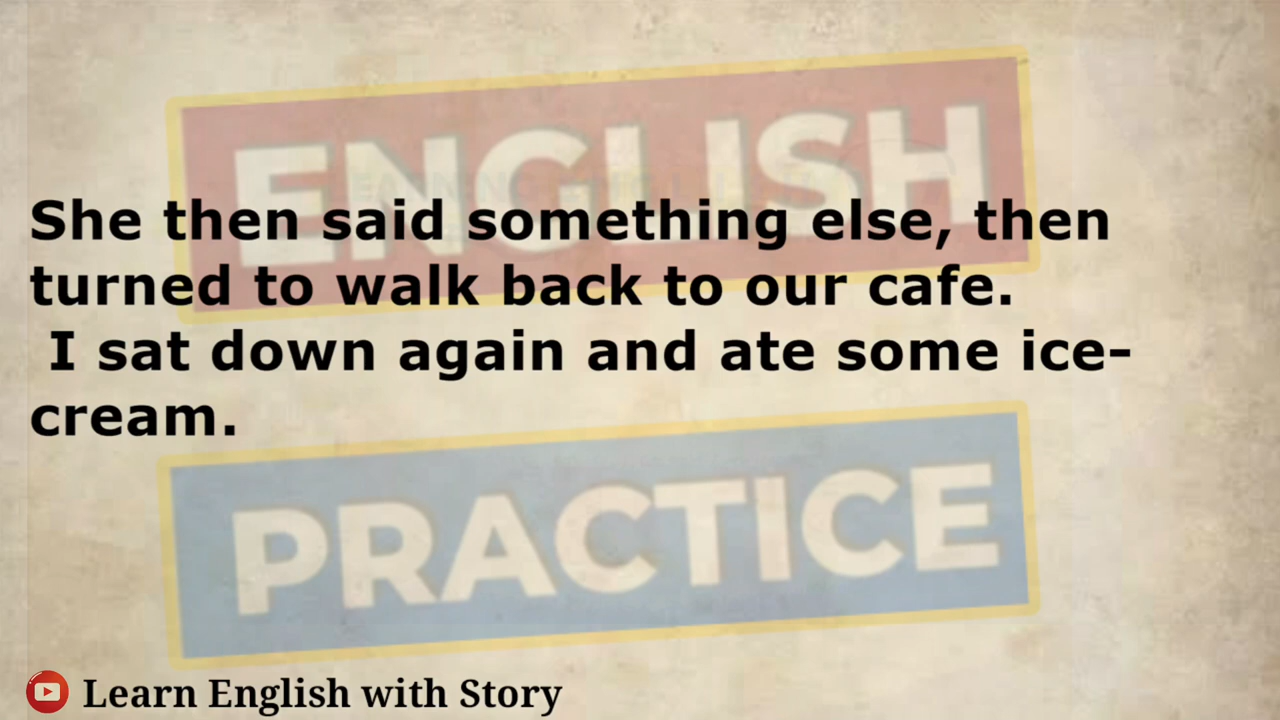 ENGLISH
She then said something else, then
turned to walk back to our cafe.
I sat down again and ate some ice-
cream.
PRACTICE
Learn English with Story